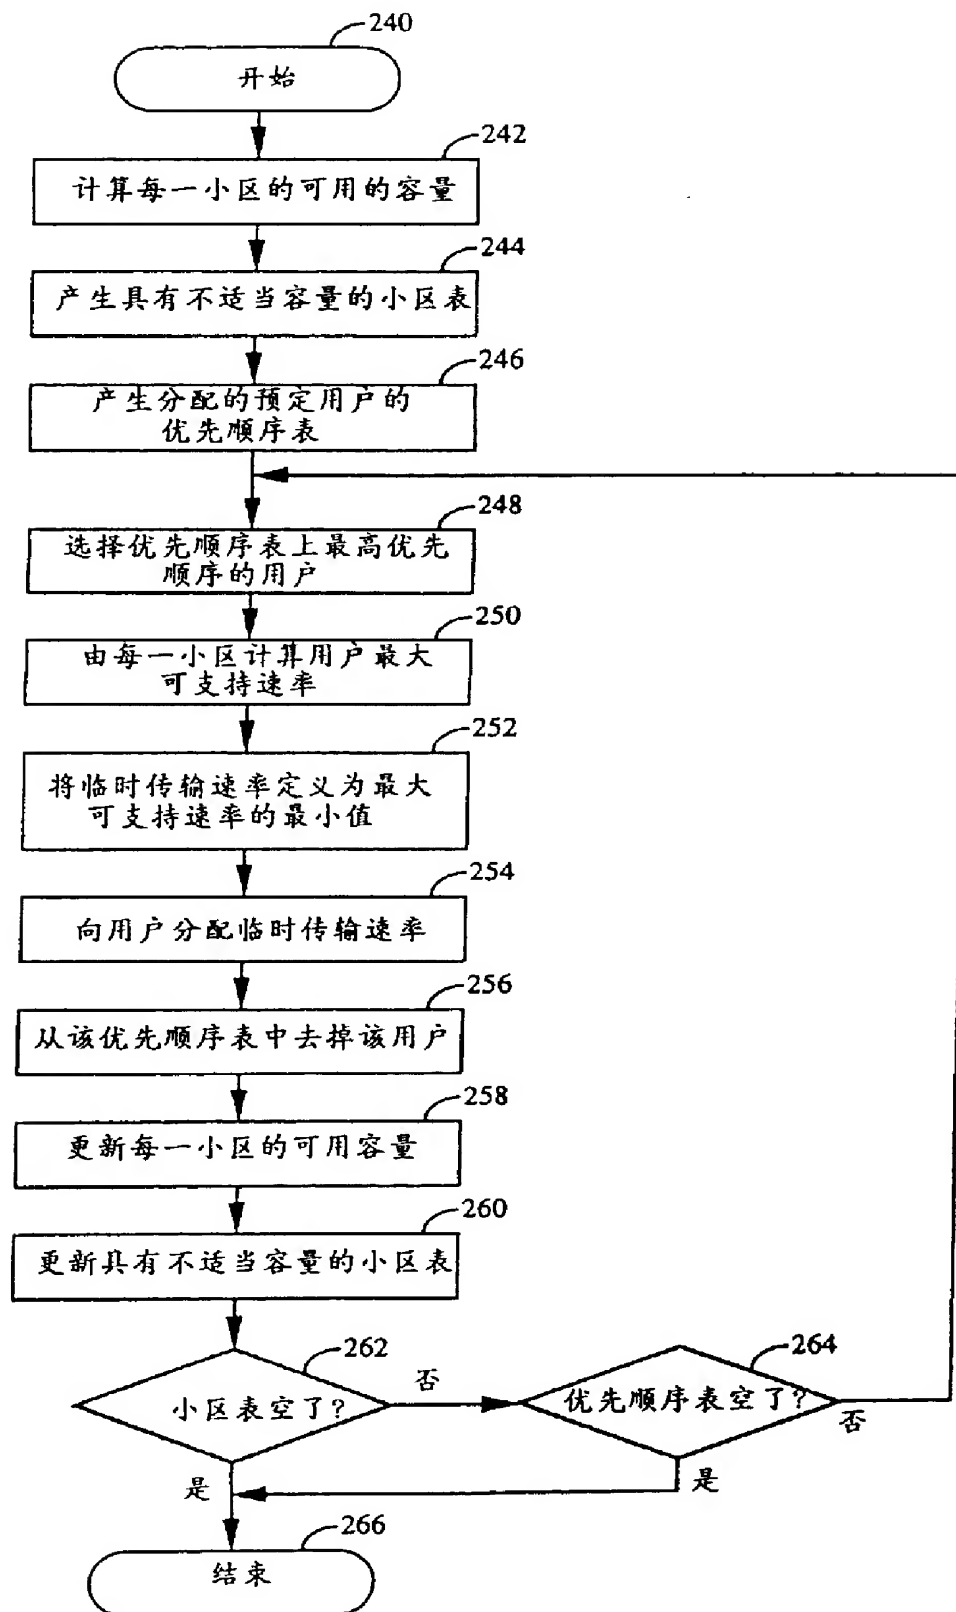 240
开始
242
计算每一小区的可用的容量
244
产生具有不适当容量的小区表
246
产生分配的预定用户的
优先顺序表
248
选择优先顺序表上最高优先
顺序的用户
250
由每一小区计算用户最大
可支持速率
252
将临时传输速率定义为最大
可支持速率的最小值
254
向用户分配临时传输速率
256
从该优先顺序表中去掉该用户
258
更新每一小区的可用容量
260
更新具有不适当容量的小区表
262
小区表空了?
否
264
优先顺序表空了?
否
是
是
266
结束